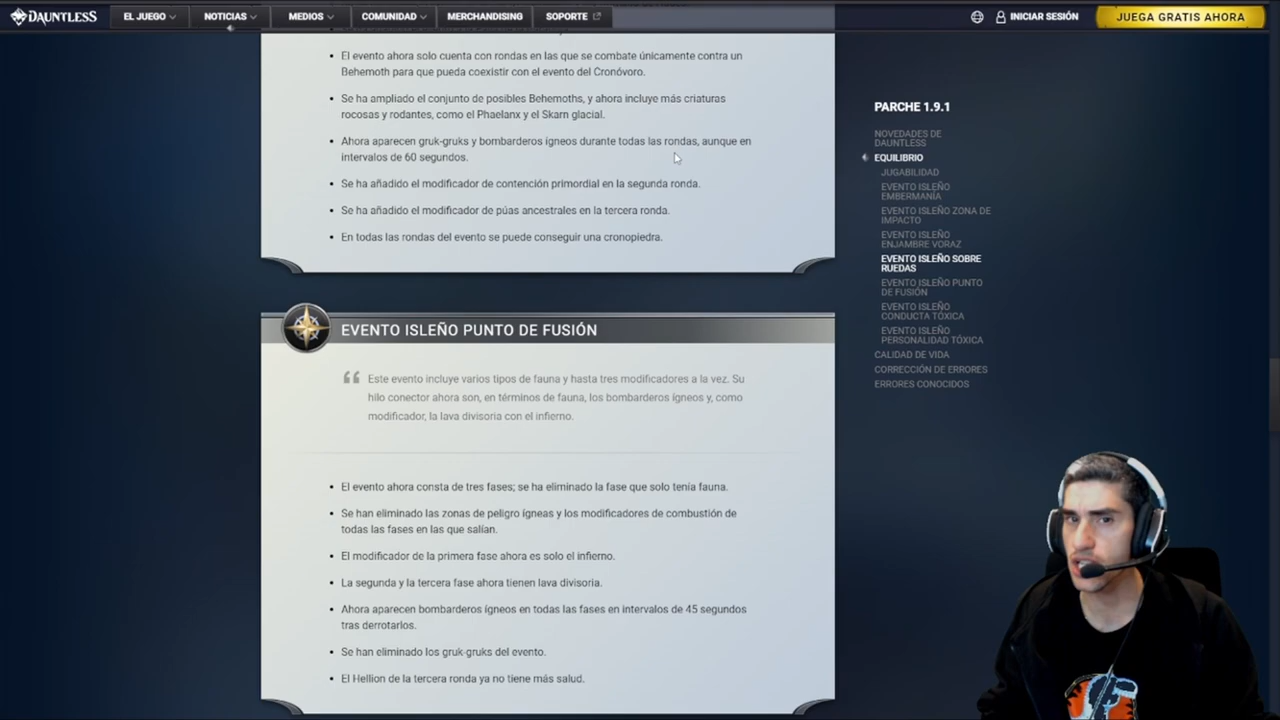 DAUNTLESS
EL JUEGO
NOTICIAS
MEDIOS
COMUNIDAD
MERCHANDISING
SOPORTE
INICIAR SESIÓN
JUEGA GRATIS AHORA
El evento ahora solo cuenta con rondas en las que se combate únicamente contra un
Behemoth para que pueda coexistir con el evento del Cronóvoro.
Se ha ampliado el conjunto de posibles Behemoths, y ahora incluye más criaturas
rocosas y rodantes, como el Phaelanx y el Skarn glacial.
Ahora aparecen gruk-gruks y bombarderos ígneos durante todas las rondas, aunque en
intervalos de 60 segundos.
Se ha añadido el modificador de contención primordial en la segunda ronda.
Se ha añadido el modificador de púas ancestrales en la tercera ronda.
En todas las rondas del evento se puede conseguir una cronopiedra.
EVENTO ISLEÑO PUNTO DE FUSIÓN
Este evento incluye varios tipos de fauna y hasta tres modificadores a la vez. Su
hilo conector ahora son, en términos de fauna, los bombarderos ígneos y, como
modificador, la lava divisoria con el infierno.
El evento ahora consta de tres fases; se ha eliminado la fase que solo tenía fauna.
Se han eliminado las zonas de peligro ígneas y los modificadores de combustión de
todas las fases en las que salían.
El modificador de la primera fase ahora es solo el infierno.
La segunda y la tercera fase ahora tienen lava divisoria.
Ahora aparecen bombarderos ígneos en todas las fases en intervalos de 45 segundos
tras derrotarlos.
Se han eliminado los gruk-gruks del evento.
El Hellion de la tercera ronda ya no tiene más salud.
PARCHE 1.9.1
NOVEDADES DE
DAUNTLESS
EQUILIBRIO
JUGABILIDAD
EVENTO ISLEÑO
EMBERMANÍA
EVENTO ISLEÑO ZONA DE
IMPACTO
EVENTO ISLEÑO
ENJAMBRE VORAZ
EVENTO ISLEÑO SOBRE
RUEDAS
EVENTO ISLEÑO PUNTO
DE FUSIÓN
EVENTO ISLEÑO
CONDUCTA TÓXICA
EVENTO ISLEÑO
PERSONALIDAD TÓXICA
CALIDAD DE VIDA
CORRECCIÓN DE ERRORES
ERRORES CONOCIDOS